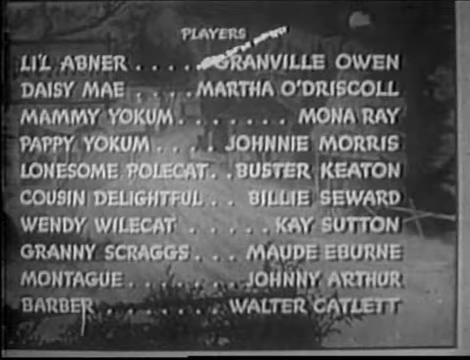 PLAYERS
LI'L ABNER . . . . . GRANVILLE OWEN
DAISY MAE . . . . MARTHA O'DRISCOLL
MAMMY YOKUM . . . . . . . MONA RAY
PAPPY YOKUM . . . . JOHNNIE MORRIS
LONESOME POLECAT . . BUSTER KEATON
COUSIN DELIGHTFUL . . BILLIE SEWARD
WENDY WILECAT . . . . . KAY SUTTON
GRANNY SCRAGGS . . . MAUDE EBURNE
MONTAGUE . . . . . . . JOHNNY ARTHUR
BARBER . . . . . . . WALTER CATLETT